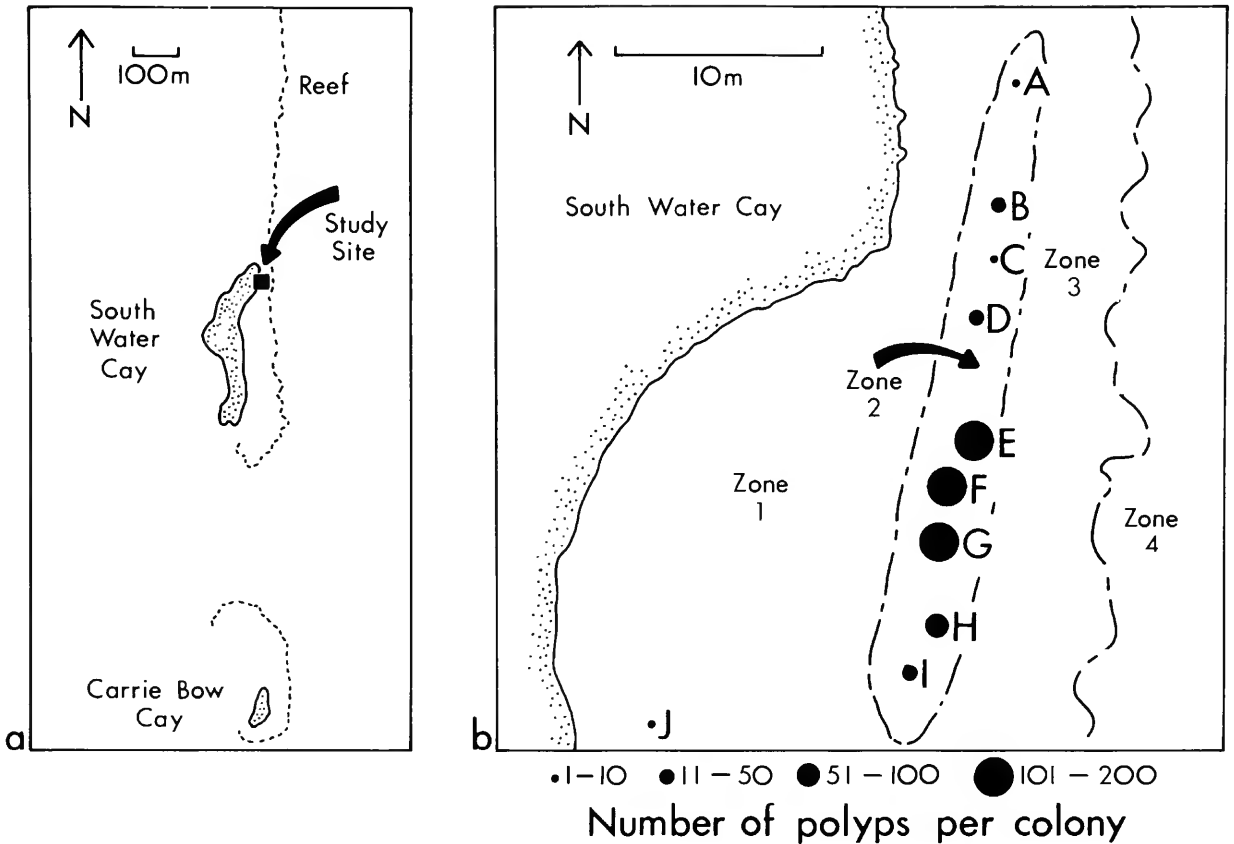 100m
N
Reef
Study
Site
South
Water
Cay
Carrie Bow
Cay
a
10m
N
South Water Cay
A
B
C
D
Zone
3
Zone
2
E
F
G
Zone
1
Zone
4
H
I
J
b
1–10 11–50 51–100 101–200
Number of polyps per colony